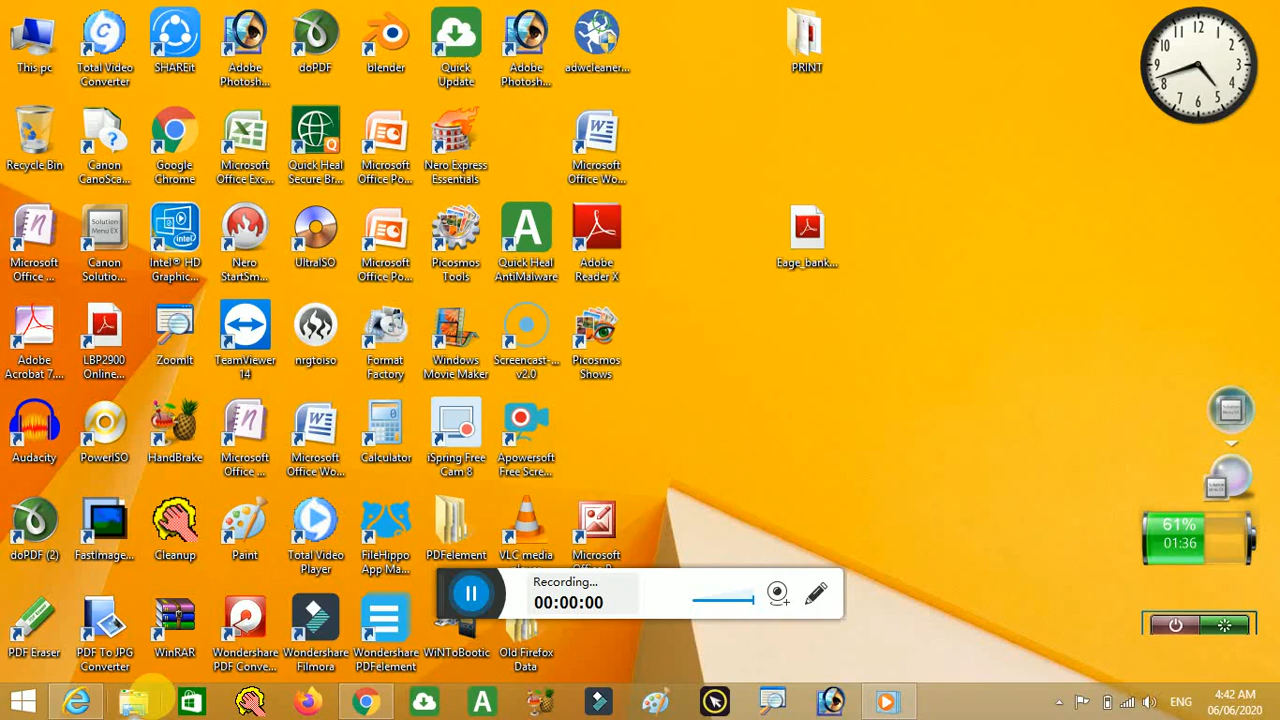 This pc
Total Video
Converter
SHAREit
Adobe
Photosh...
doPDF
blender
Quick
Update
Adobe
Photosh...
adwcleaner...
PRINT
Recycle Bin
Canon
CanoSca...
Google
Chrome
Microsoft
Office Exc...
Quick Heal
Secure Br...
Microsoft
Office Po...
Nero Express
Essentials
Microsoft
Office Wo...
Microsoft
Office ...
Solution
Menu EX
Canon
Solutio...
Intel® HD
Graphic...
Nero
StartSm...
UltraISO
Microsoft
Office Po...
Picosmos
Tools
Quick Heal
AntiMalware
Adobe
Reader X
Eage_bank...
Adobe
Acrobat 7....
LBP2900
Online...
Zoomit
TeamViewer
14
nrgtoiso
Format
Factory
Windows
Movie Maker
Screencast-...
v2.0
Picosmos
Shows
Audacity
PowerISO
HandBrake
Microsoft
Office ...
Microsoft
Office Wo...
Calculator
iSpring Free
Cam 8
Apowersoft
Free Scre...
doPDF (2)
FastImage...
Cleanup
Paint
Total Video
Player
FileHippo
App Ma...
PDFelement
VLC media
Microsoft
61%
01:36
Recording...
00:00:00
PDF Eraser
PDF To JPG
Converter
WinRAR
Wondershare
PDF Conve...
Wondershare
Filmora
Wondershare
PDFelement
WiNToBootic
Old Firefox
Data
ENG
4:42 AM
06/06/2020